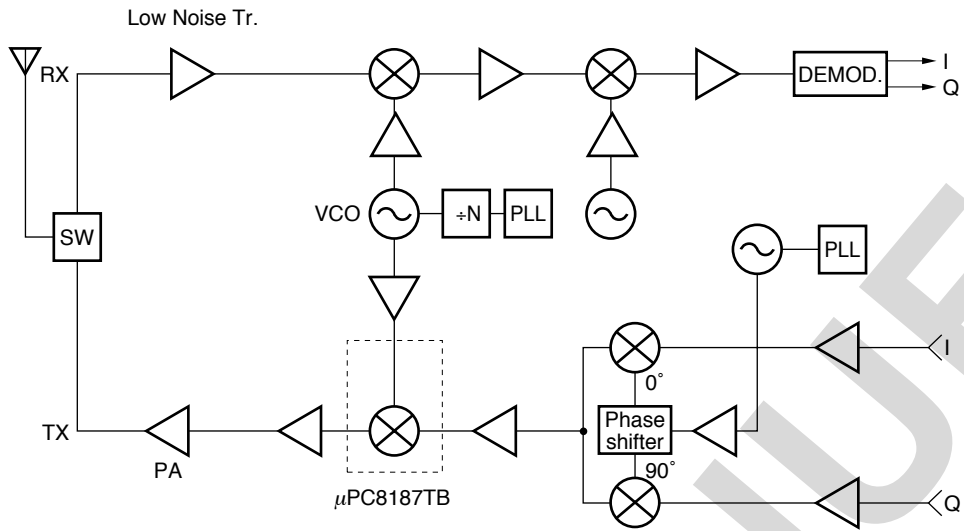 Low Noise Tr.
RX
DEMOD.
I
Q
VCO
÷N
PLL
SW
PLL
I
0°
Phase
shifter
TX
PA
90°
µPC8187TB
Q